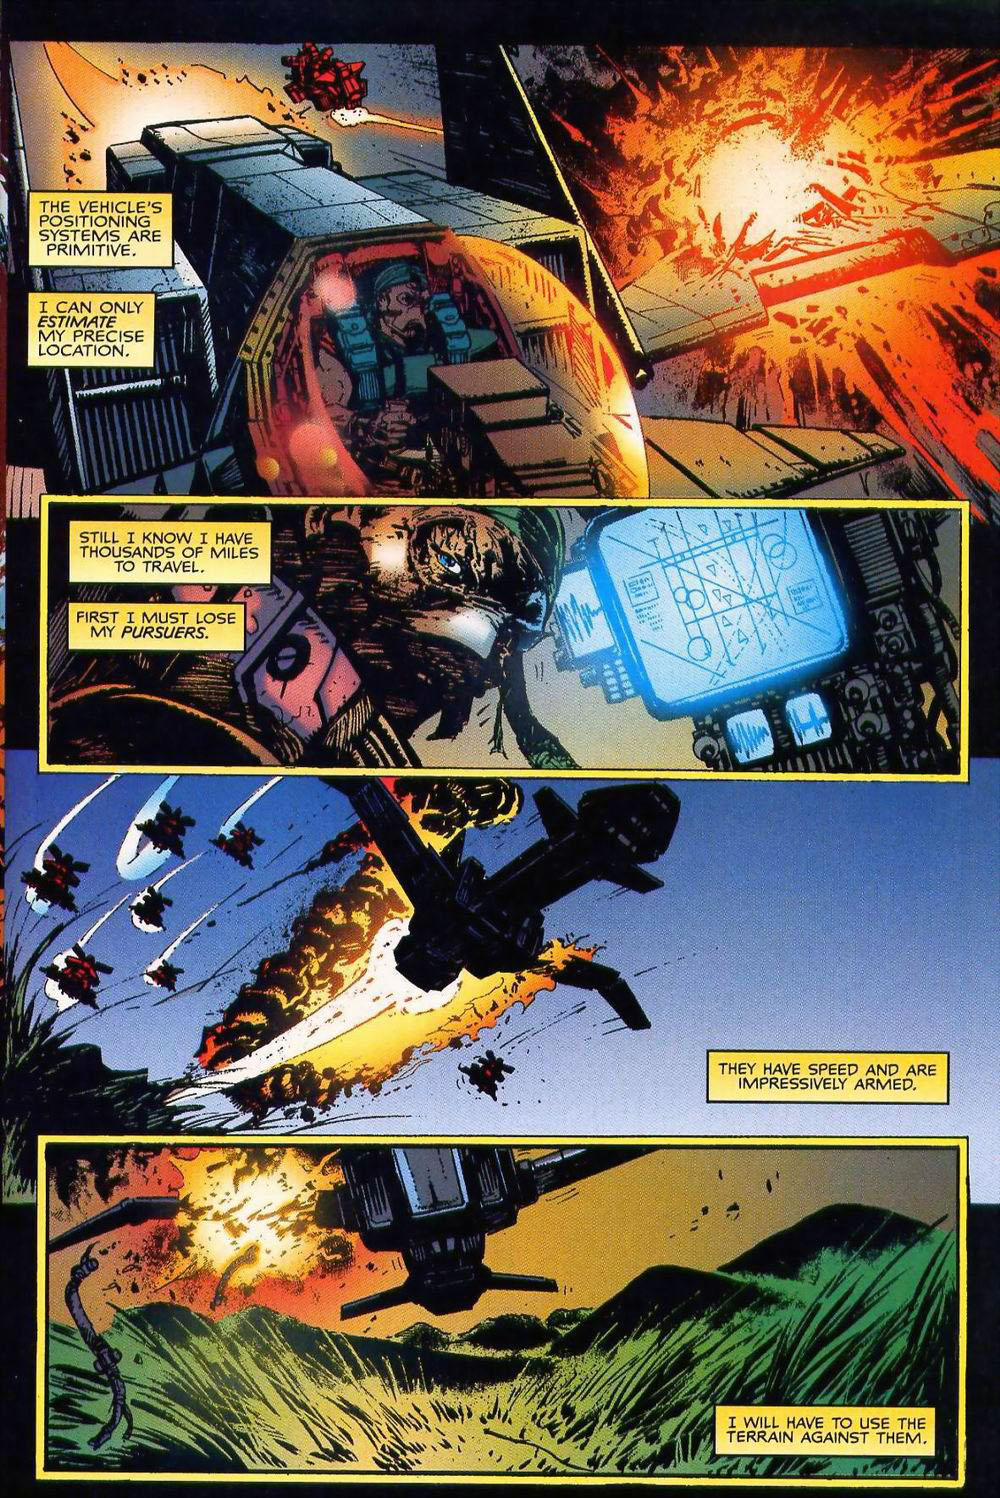 THE VEHICLE'S
POSITIONING
SYSTEMS ARE
PRIMITIVE.
I CAN ONLY
ESTIMATE
MY PRECISE
LOCATION.
STILL I KNOW I HAVE
THOUSANDS OF MILES
TO TRAVEL.
FIRST I MUST LOSE
MY PURSUERS.
THEY HAVE SPEED AND ARE
IMPRESSIVELY ARMED.
I WILL HAVE TO USE THE
TERRAIN AGAINST THEM.